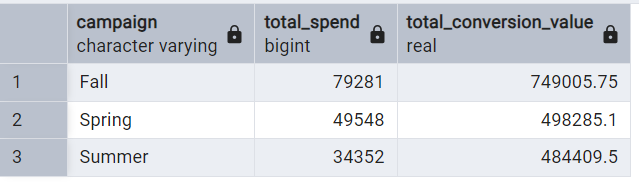 campaign total_spend total_conversion_value
character varying bigint real
1 Fall 79281 749005.75
2 Spring 49548 498285.1
3 Summer 34352 484409.5